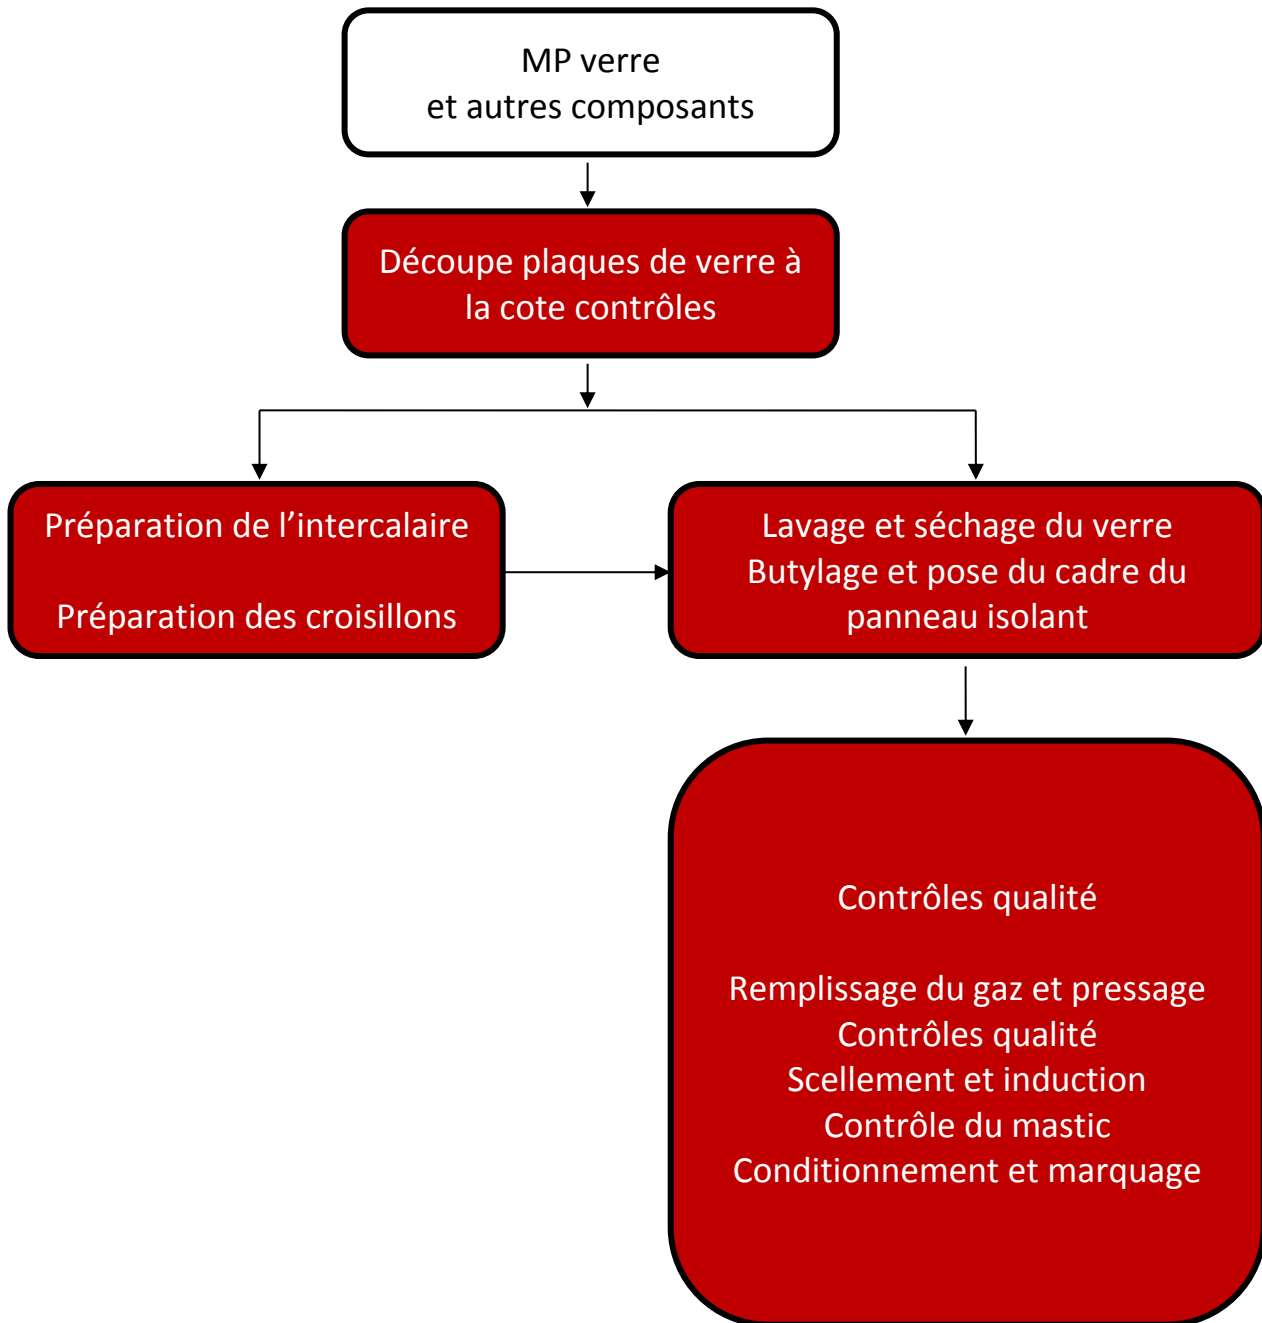 MP verre
et autres composants
Découpe plaques de verre à
la cote contrôles
Préparation de l’intercalaire
Préparation des croisillons
Lavage et séchage du verre
Butylage et pose du cadre du
panneau isolant
Contrôles qualité
Remplissage du gaz et pressage
Contrôles qualité
Scellement et induction
Contrôle du mastic
Conditionnement et marquage